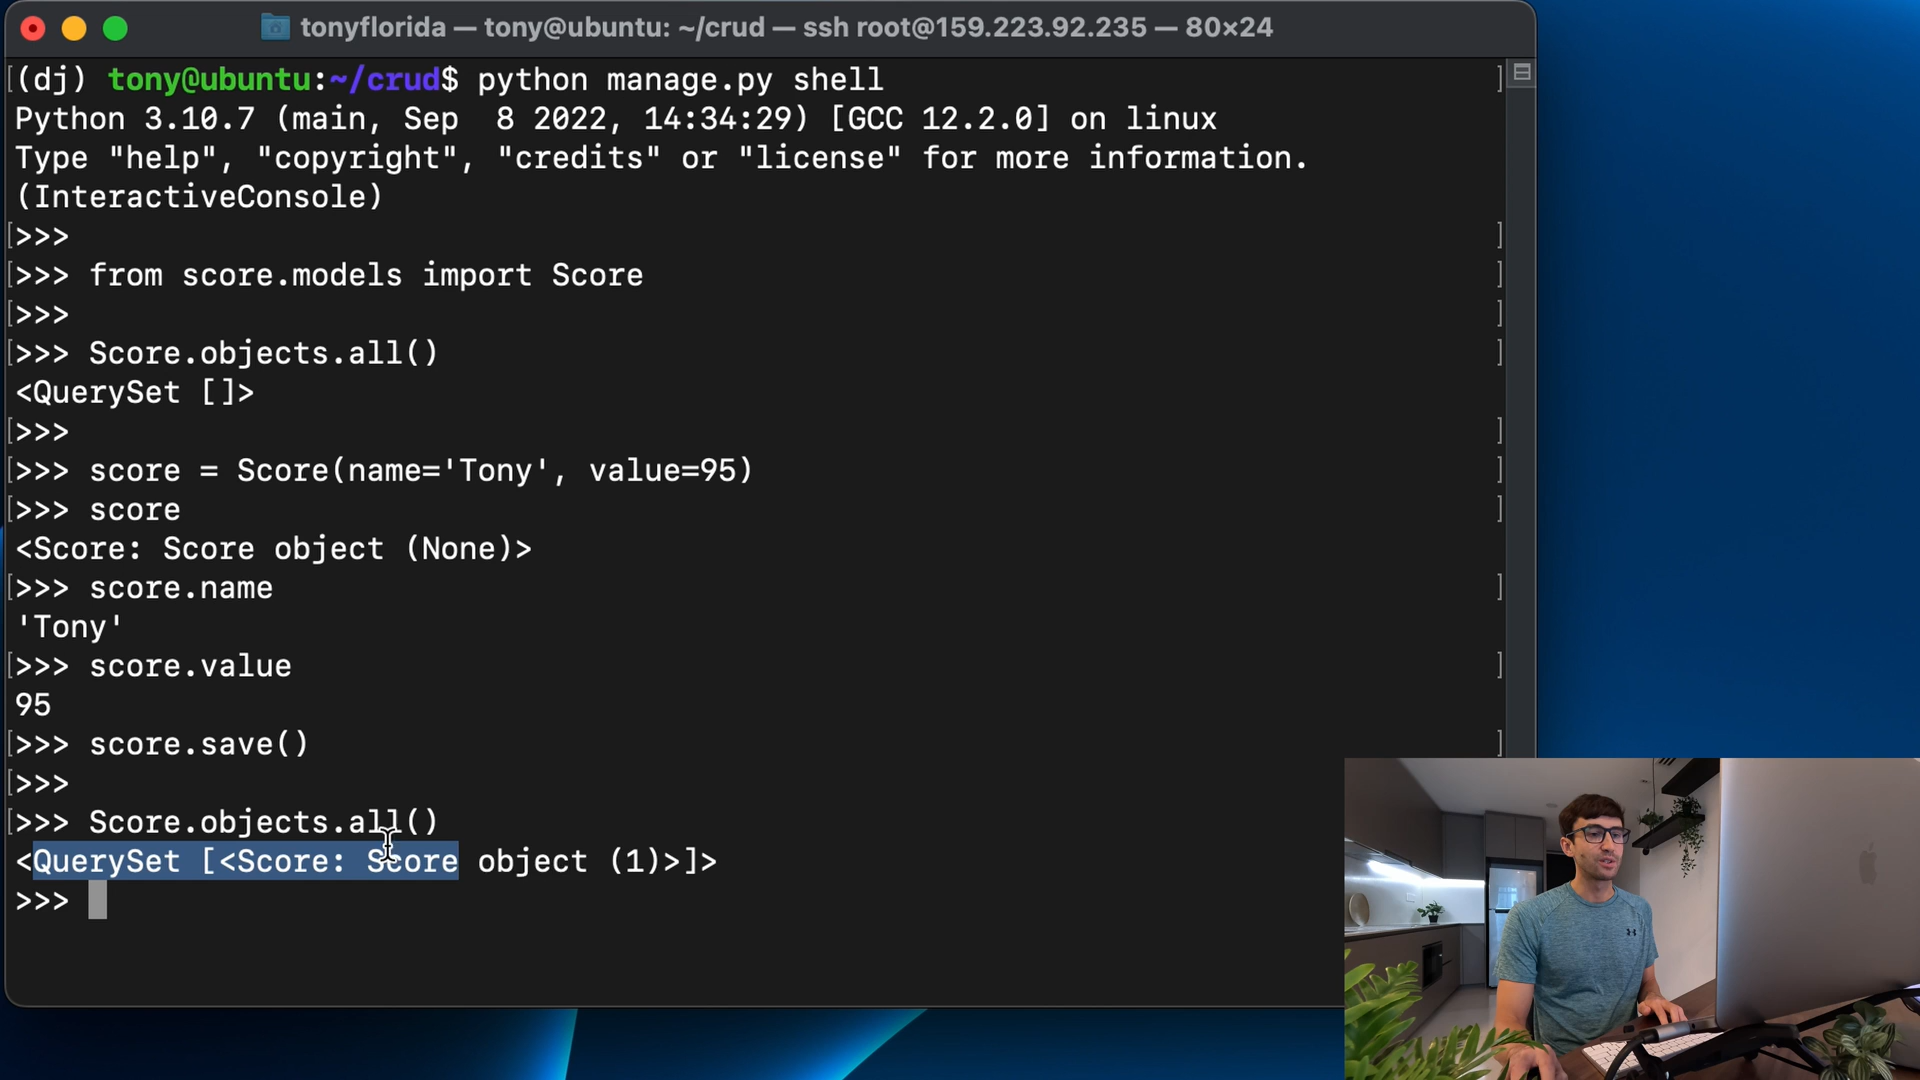 tonyflorida — tony@ubuntu: ~/crud — ssh root@159.223.92.235 — 80×24
[(dj) tony@ubuntu:~/crud$ python manage.py shell ]
Python 3.10.7 (main, Sep  8 2022, 14:34:29) [GCC 12.2.0] on linux
Type "help", "copyright", "credits" or "license" for more information.
(InteractiveConsole)
[>>> ]
[>>> from score.models import Score ]
[>>> ]
[>>> Score.objects.all() ]
<QuerySet []>
[>>> ]
[>>> score = Score(name='Tony', value=95) ]
[>>> score ]
<Score: Score object (None)>
[>>> score.name ]
'Tony'
[>>> score.value ]
95
[>>> score.save() ]
[>>>
[>>> Score.objects.all()
<QuerySet [<Score: Score object (1)>]>
>>>